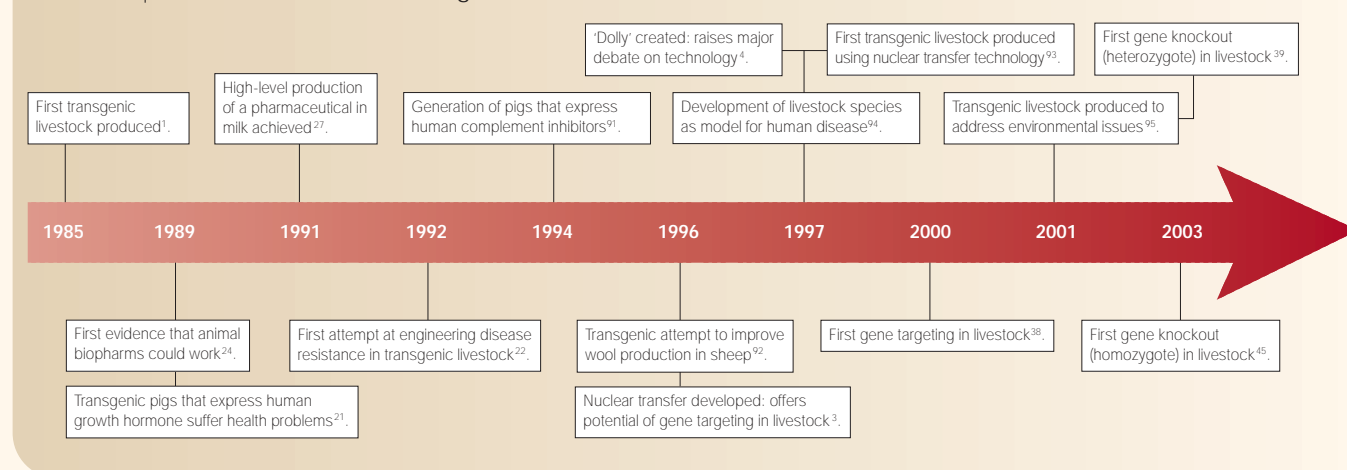 'Dolly' created: raises major
debate on technology4.
First transgenic livestock produced
using nuclear transfer technology93.
First gene knockout
(heterozygote) in livestock39.
First transgenic
livestock produced1.
High-level production
of a pharmaceutical in
milk achieved27.
Generation of pigs that express
human complement inhibitors91.
Development of livestock species
as model for human disease94.
Transgenic livestock produced to
address environmental issues95.
1985 1989 1991 1992 1994 1996 1997 2000 2001 2003
First evidence that animal
biopharms could work24.
First attempt at engineering disease
resistance in transgenic livestock22.
Transgenic attempt to improve
wool production in sheep92.
First gene targeting in livestock38.
First gene knockout
(homozygote) in livestock45.
Transgenic pigs that express human
growth hormone suffer health problems21.
Nuclear transfer developed: offers
potential of gene targeting in livestock3.